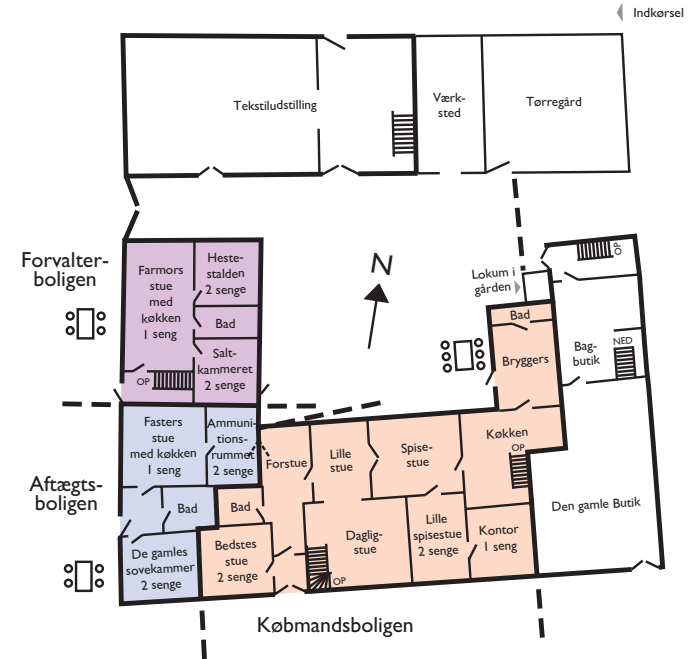 Indkørsel
Tekstiludstilling
Værk-
sted
Tørregård
Forvalter-
boligen
Farmors
stue
med
køkken
1 seng
Heste-
stalden
2 senge
Bad
Salt-
kammeret
2 senge
OP
N
Lokum i
gården
OP
Bad
Bryggers
Bag-
butik
NED
Aftægts-
boligen
Fasters
stue
med køkken
1 seng
Ammuni-
tions-
rummet
2 senge
Bad
De gamles
sovekammer
2 senge
Forstue
Lille
stue
Spise-
stue
Køkken
OP
Bad
Bedstes
stue
2 senge
Daglig-
stue
OP
Lille
spisestue
2 senge
Kontor
1 seng
Den gamle Butik
Købmandsboligen